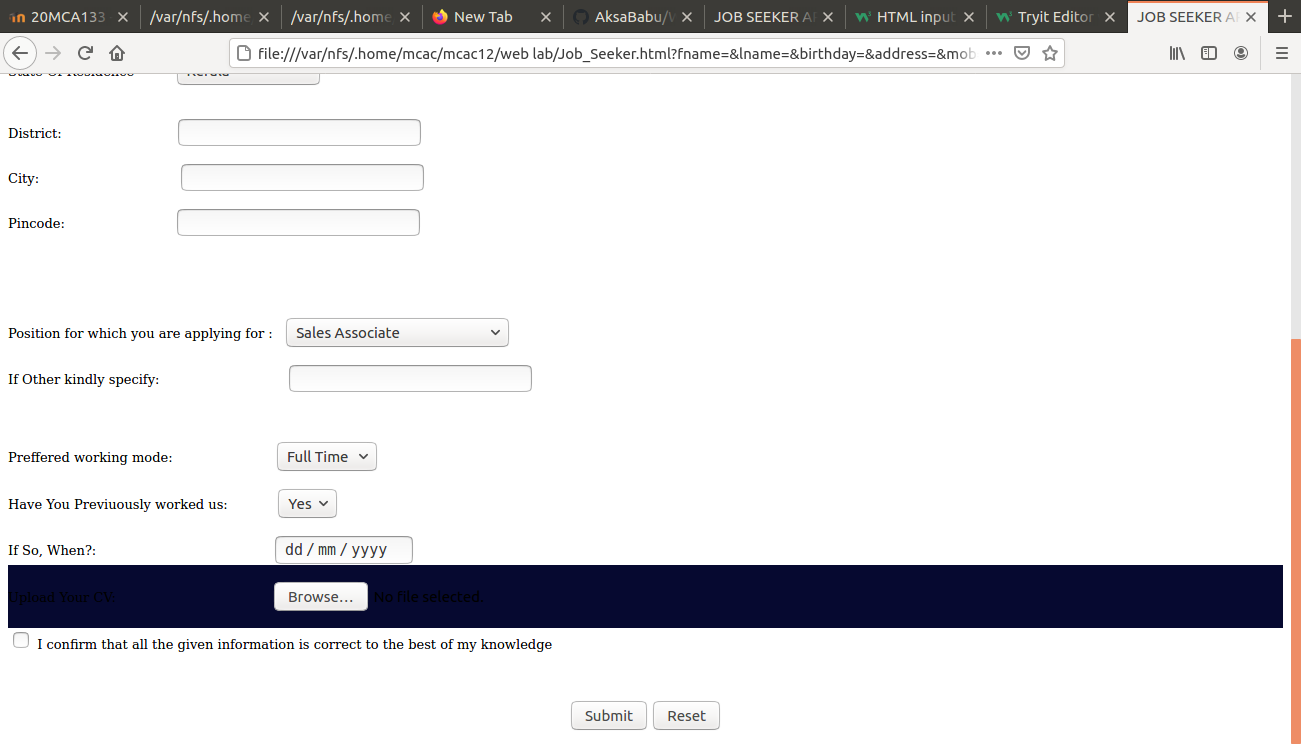 20MCA133
/var/nfs/.home
/var/nfs/.home
New Tab
AksaBabu/W
JOB SEEKER AP
HTML input
Tryit Editor
JOB SEEKER AP
file:///var/nfs/.home/mcac/mcac12/web lab/Job_Seeker.html?fname=&lname=&birthday=&address=&mob
State Of Residence Kerala
District:
City:
Pincode:
Position for which you are applying for : Sales Associate
If Other kindly specify:
Preffered working mode: Full Time
Have You Previuously worked us: Yes
If So, When?: dd / mm / yyyy
Upload Your CV: Browse... No file selected.
I confirm that all the given information is correct to the best of my knowledge
Submit Reset